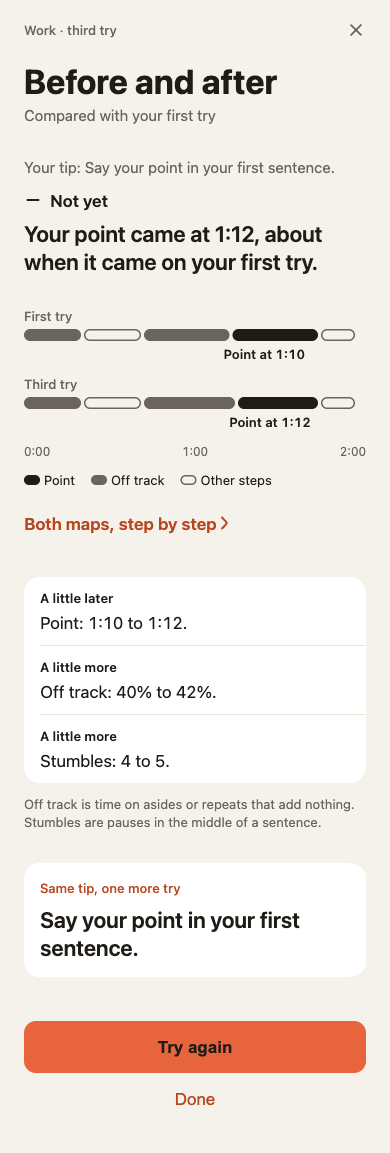 Work · third try
Before and after
Compared with your first try
Your tip: Say your point in your first sentence.
Not yet
Your point came at 1:12, about
when it came on your first try.
First try
Point at 1:10
Third try
Point at 1:12
0:00 1:00 2:00
Point Off track Other steps
Both maps, step by step
A little later
Point: 1:10 to 1:12.
A little more
Off track: 40% to 42%.
A little more
Stumbles: 4 to 5.
Off track is time on asides or repeats that add nothing.
Stumbles are pauses in the middle of a sentence.
Same tip, one more try
Say your point in your first
sentence.
Try again
Done